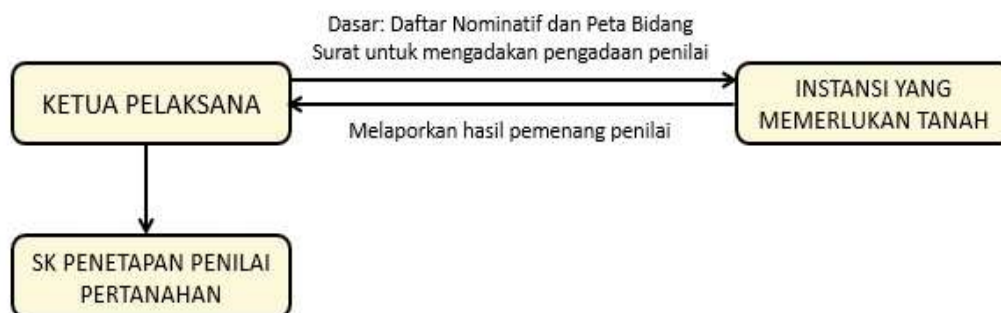 Dasar: Daftar Nominatif dan Peta Bidang
Surat untuk mengadakan pengadaan penilai
KETUA PELAKSANA
INSTANSI YANG
MEMERLUKAN TANAH
Melaporkan hasil pemenang penilai
SK PENETAPAN PENILAI
PERTANAHAN